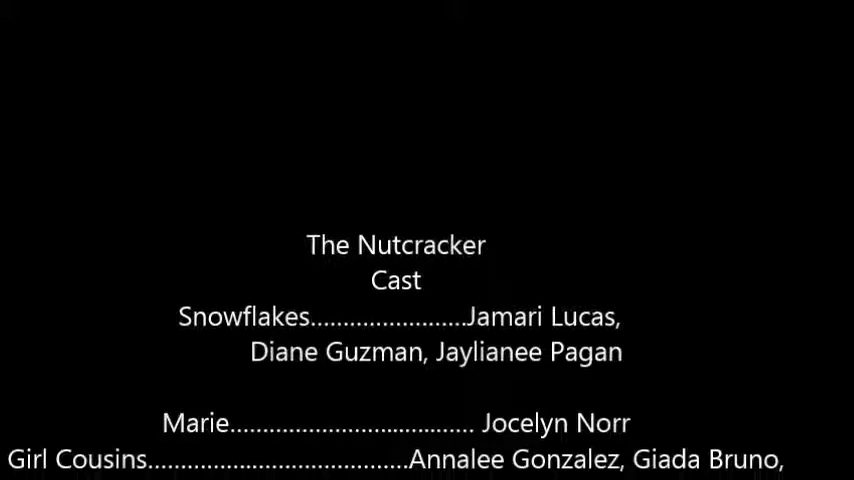 The Nutcracker
Cast
Snowflakes........................Jamari Lucas,
Diane Guzman, Jaylianee Pagan
Marie..................................... Jocelyn Norr
Girl Cousins........................................Annalee Gonzalez, Giada Bruno,